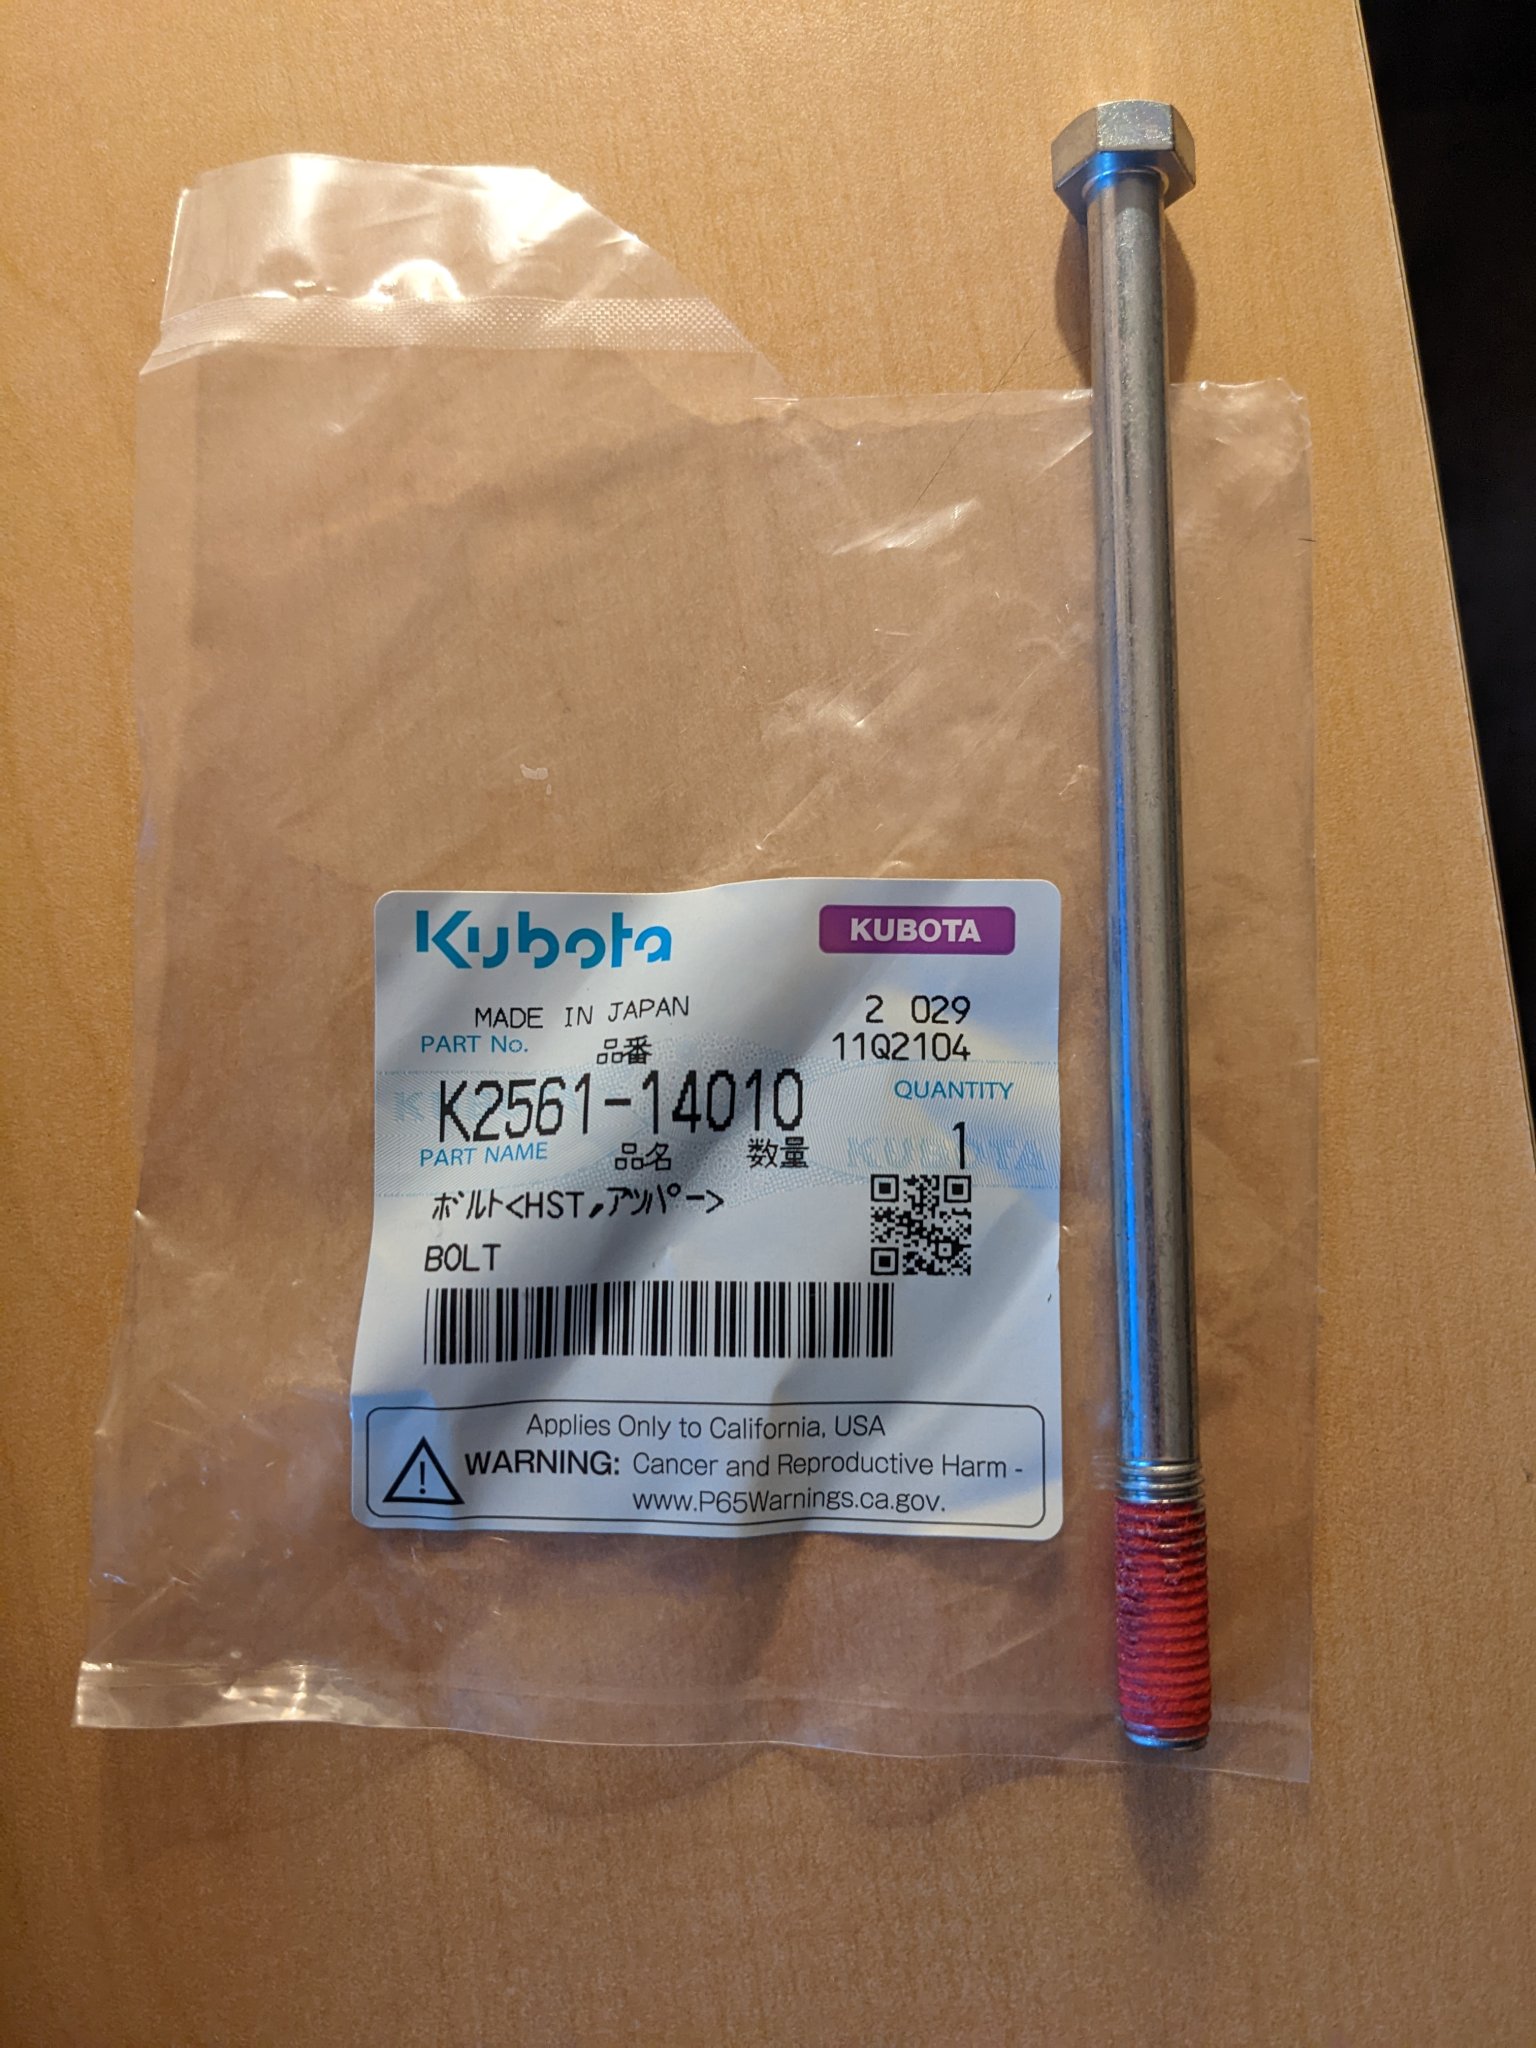 Kubota
KUBOTA
MADE IN JAPAN
2 029
PART No.
品番
11Q2104
K2561-14010
QUANTITY
1
PART NAME
品名
数量
ボルト<HST,アツパー>
BOLT
Applies Only to California, USA
WARNING: Cancer and Reproductive Harm -
www.P65Warnings.ca.gov.